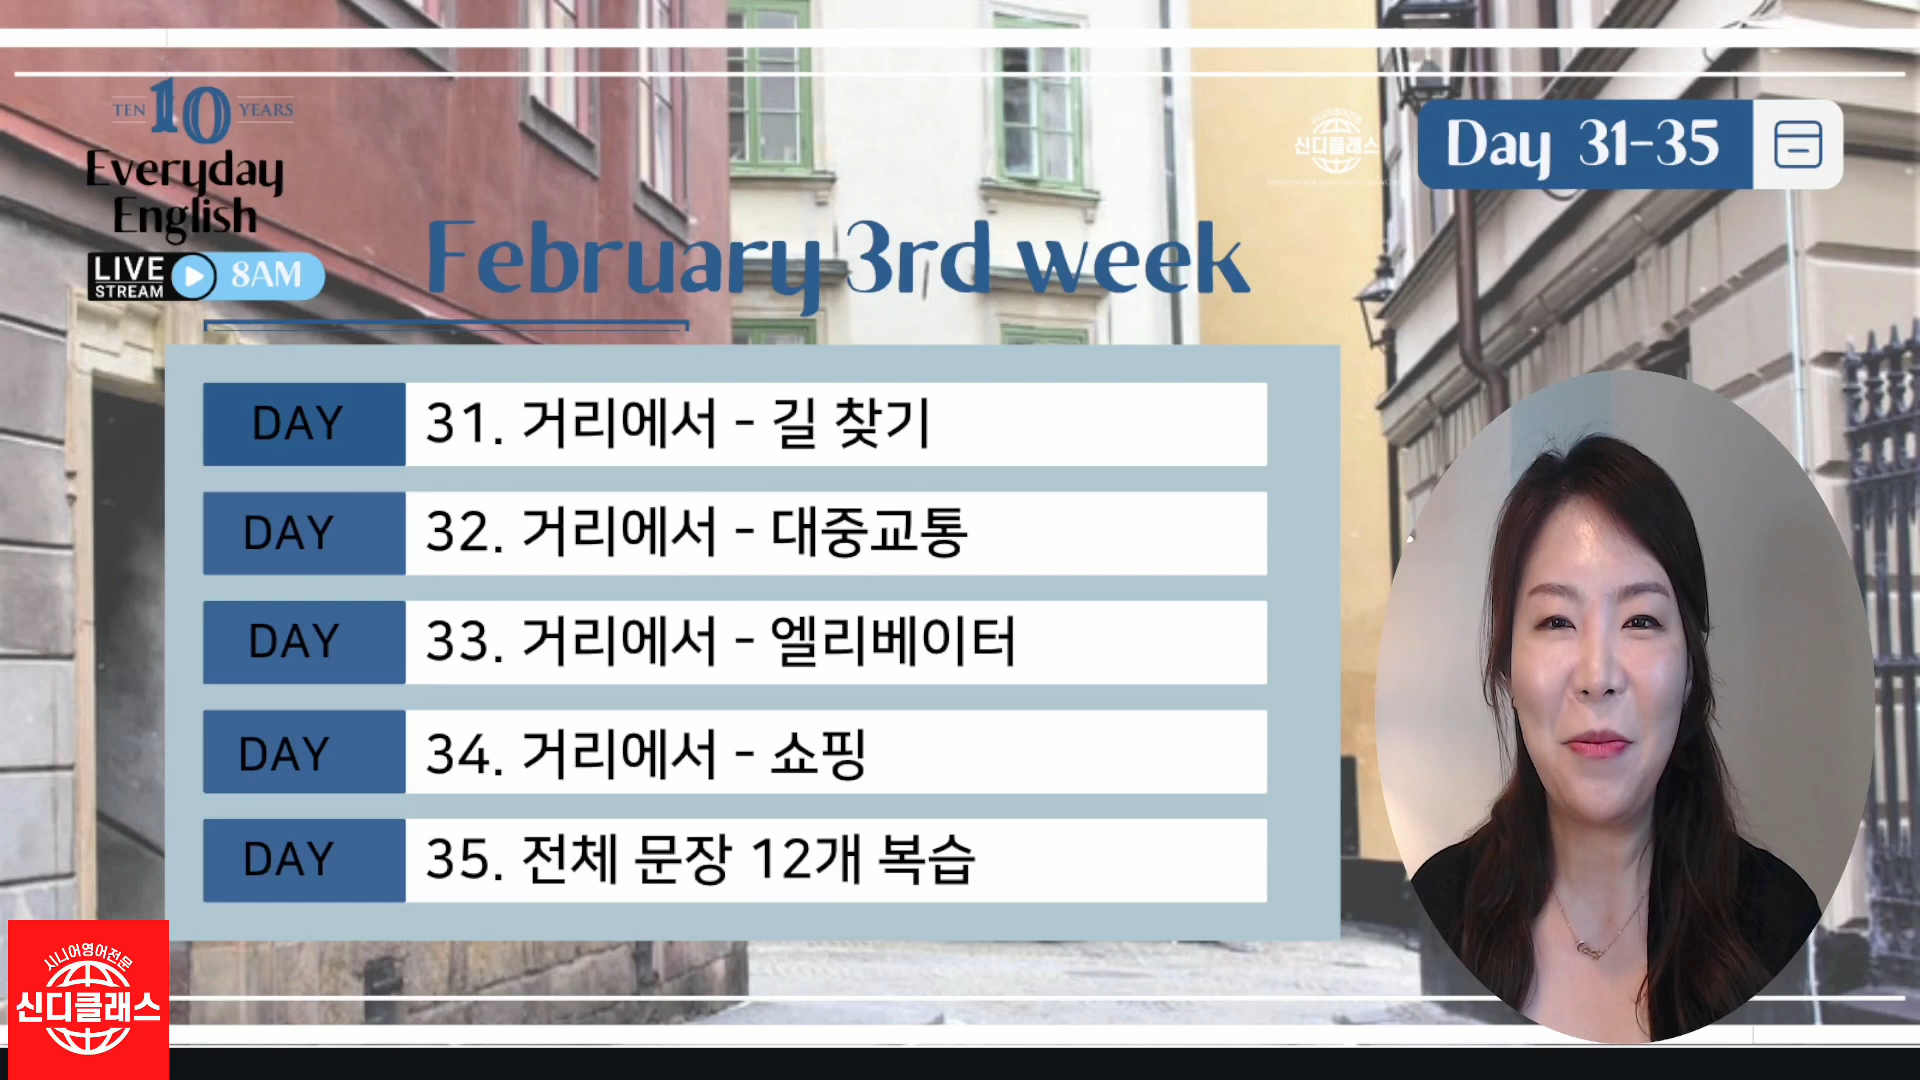 TEN 10 YEARS
Everyday
English
LIVE
STREAM
8AM
신디클래스
Day 31-35
February 3rd week
DAY 31. 거리에서 - 길 찾기
DAY 32. 거리에서 - 대중교통
DAY 33. 거리에서 - 엘리베이터
DAY 34. 거리에서 - 쇼핑
DAY 35. 전체 문장 12개 복습
시니어영어전문
신디클래스